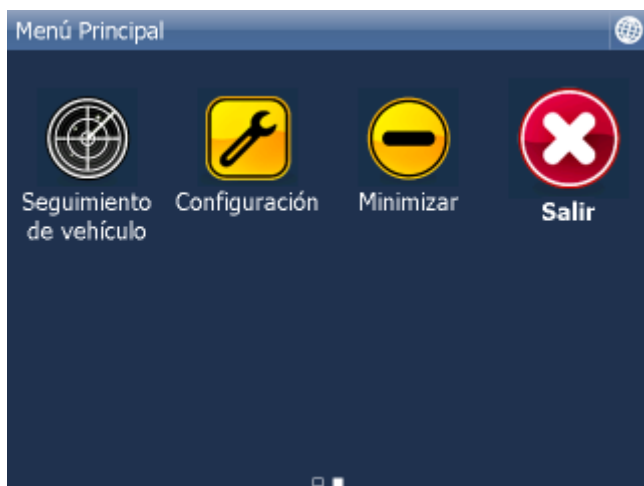 Menú Principal
Seguimiento
de vehículo
Configuración
Minimizar
Salir